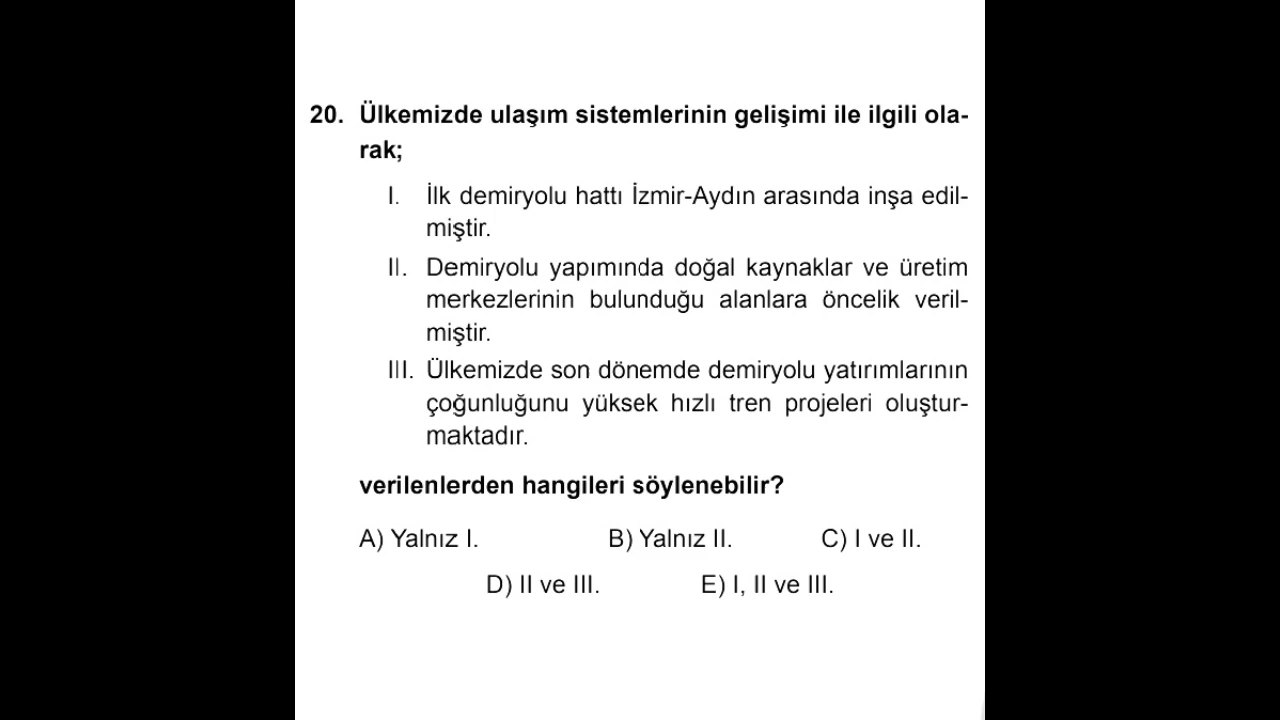 20. Ülkemizde ulaşım sistemlerinin gelişimi ile ilgili ola-
rak;
I. İlk demiryolu hattı İzmir-Aydın arasında inşa edil-
miştir.
II. Demiryolu yapımında doğal kaynaklar ve üretim
merkezlerinin bulunduğu alanlara öncelik veril-
miştir.
III. Ülkemizde son dönemde demiryolu yatırımlarının
çoğunluğunu yüksek hızlı tren projeleri oluştur-
maktadır.
verilenlerden hangileri söylenebilir?
A) Yalnız I. B) Yalnız II. C) I ve II.
D) II ve III. E) I, II ve III.